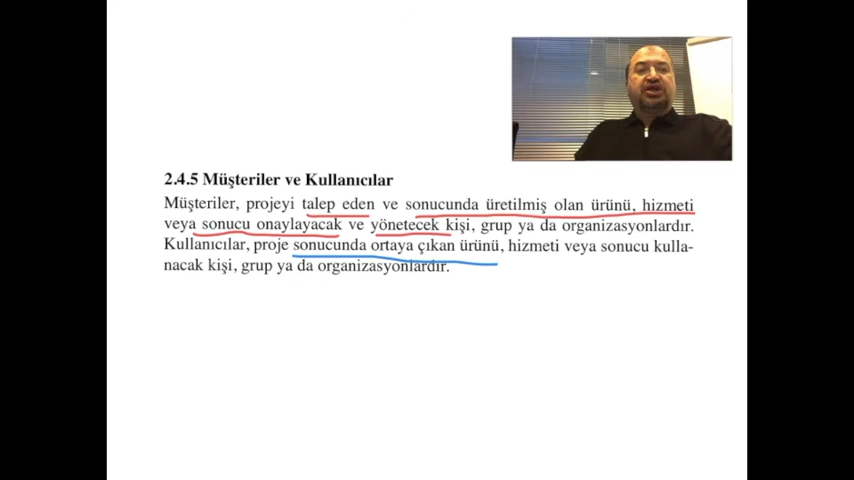 2.4.5 Müşteriler ve Kullanıcılar
Müşteriler, projeyi talep eden ve sonucunda üretilmiş olan ürünü, hizmeti
veya sonucu onaylayacak ve yönetecek kişi, grup ya da organizasyonlardır.
Kullanıcılar, proje sonucunda ortaya çıkan ürünü, hizmeti veya sonucu kulla-
nacak kişi, grup ya da organizasyonlardır.